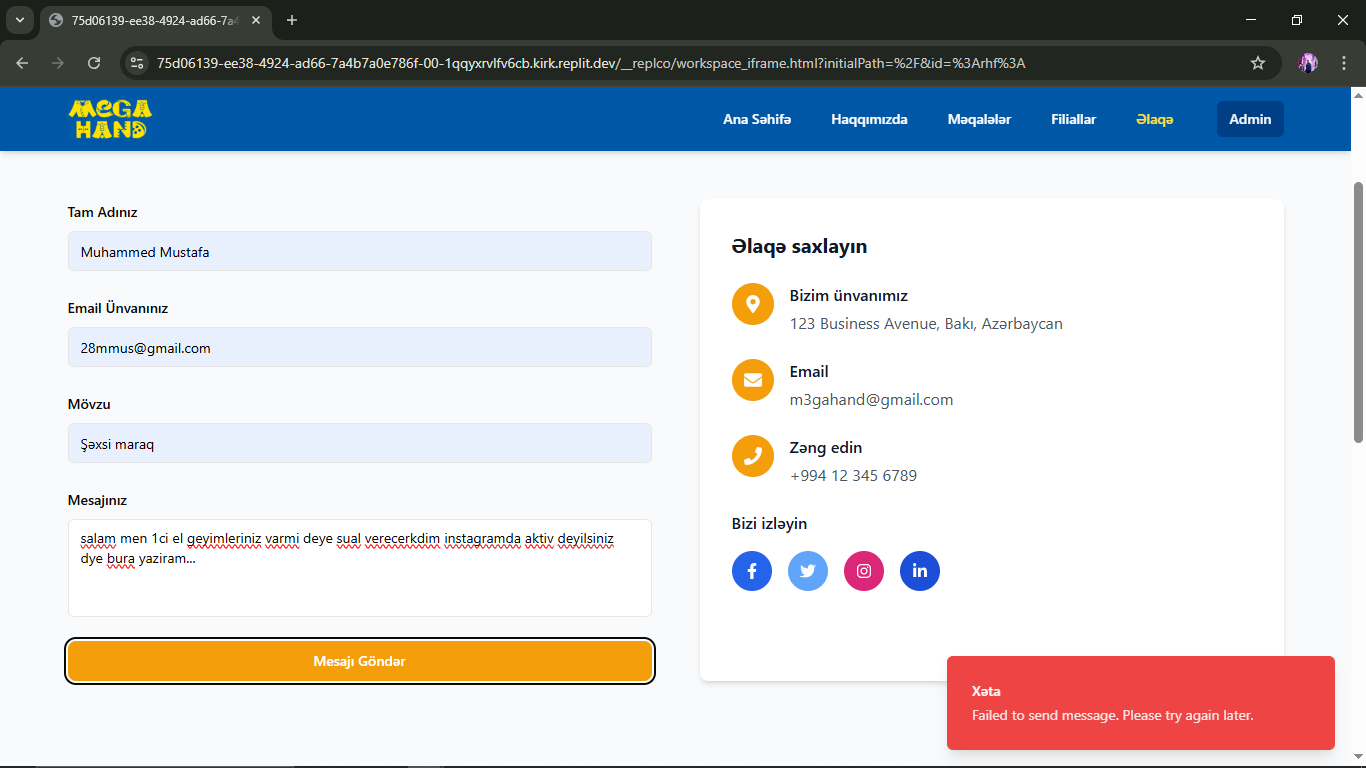 75d06139-ee38-4924-ad66-7a4
75d06139-ee38-4924-ad66-7a4b7a0e786f-00-1qqyxrvlfv6cb.kirk.replit.dev/__replco/workspace_iframe.html?initialPath=%2F&id=%3Arhf%3A
MEGA
HAND
Ana Səhifə
Haqqımızda
Məqalələr
Filiallar
Əlaqə
Admin
Tam Adınız
Muhammed Mustafa
Email Ünvanınız
28mmus@gmail.com
Mövzu
Şəxsi maraq
Mesajınız
salam men 1ci el geyimleriniz varmi deye sual verecerkdim instagramda aktiv deyilsiniz
dye bura yaziram...
Mesajı Göndər
Əlaqə saxlayın
Bizim ünvanımız
123 Business Avenue, Bakı, Azərbaycan
Email
m3gahand@gmail.com
Zəng edin
+994 12 345 6789
Bizi izləyin
Xəta
Failed to send message. Please try again later.